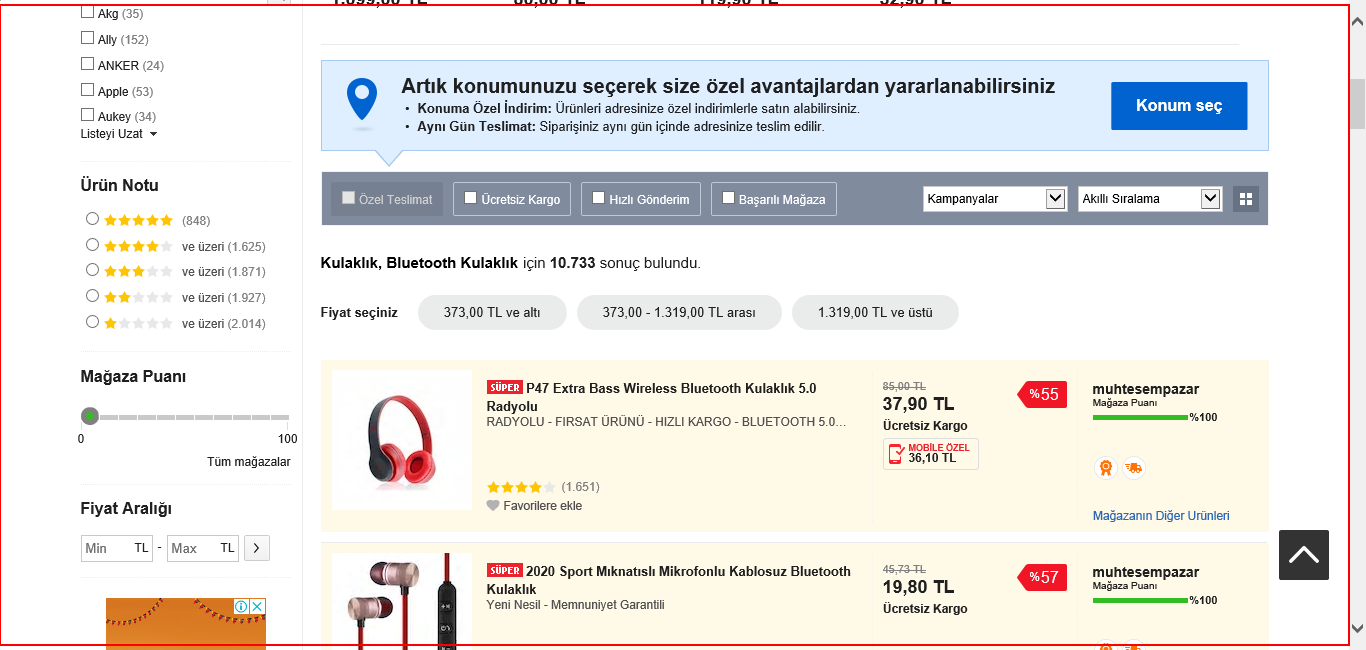 Akg (35)
Ally (152)
ANKER (24)
Apple (53)
Aukey (34)
Listeyi Uzat
Ürün Notu
(848)
ve üzeri (1.625)
ve üzeri (1.871)
ve üzeri (1.927)
ve üzeri (2.014)
Mağaza Puanı
0 100
Tüm mağazalar
Fiyat Aralığı
Min TL - Max TL
Artık konumunuzu seçerek size özel avantajlardan yararlanabilirsiniz
• Konuma Özel İndirim: Ürünleri adresinize özel indirimlerle satın alabilirsiniz.
• Aynı Gün Teslimat: Siparişiniz aynı gün içinde adresinize teslim edilir.
Konum seç
Özel Teslimat Ücretsiz Kargo Hızlı Gönderim Başarılı Mağaza Kampanyalar Akıllı Sıralama
Kulaklık, Bluetooth Kulaklık için 10.733 sonuç bulundu.
Fiyat seçiniz 373,00 TL ve altı 373,00 - 1.319,00 TL arası 1.319,00 TL ve üstü
SÜPER P47 Extra Bass Wireless Bluetooth Kulaklık 5.0
Radyolu
RADYOLU - FIRSAT ÜRÜNÜ - HIZLI KARGO - BLUETOOTH 5.0...
(1.651)
Favorilere ekle
85,00 TL
37,90 TL
Ücretsiz Kargo
MOBİLE ÖZEL
36,10 TL
%55
muhtesempazar
Mağaza Puanı
%100
Mağazanın Diğer Ürünleri
SÜPER 2020 Sport Mıknatıslı Mikrofonlu Kablosuz Bluetooth
Kulaklık
Yeni Nesil - Memnuniyet Garantili
45,73 TL
19,80 TL
Ücretsiz Kargo
%57
muhtesempazar
Mağaza Puanı
%100